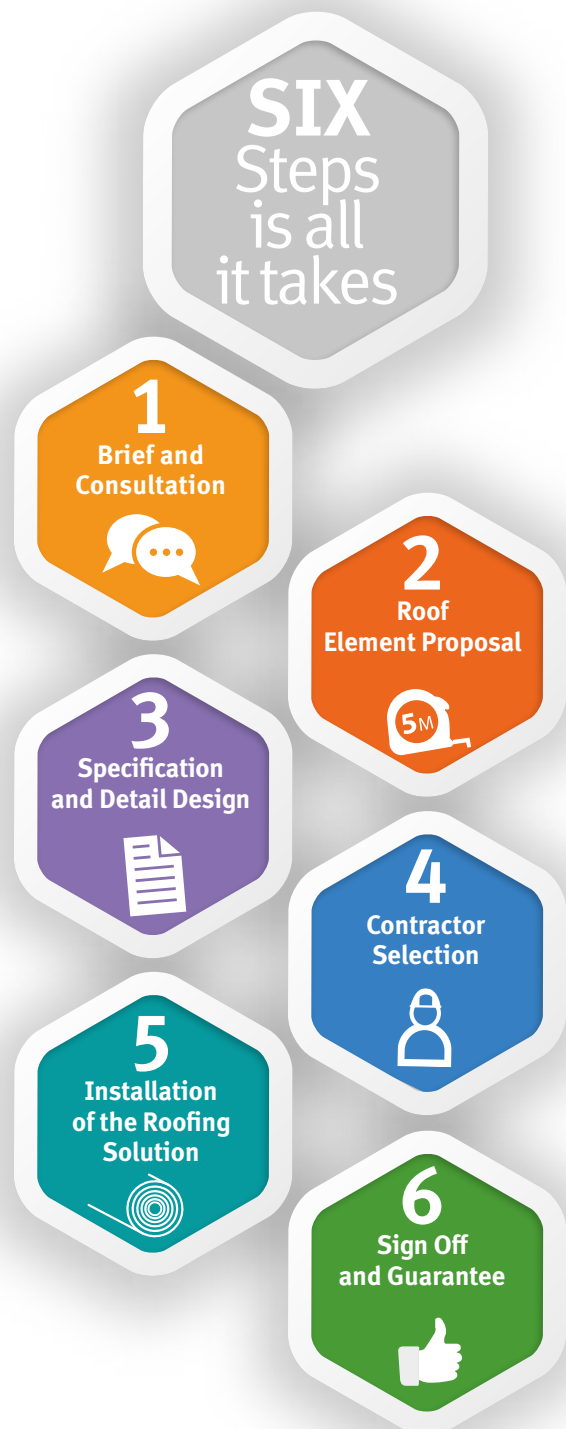 SIX
Steps
is all
it takes
1
Brief and
Consultation
2
Roof
Element Proposal
5M
3
Specification
and Detail Design
4
Contractor
Selection
5
Installation
of the Roofing
Solution
6
Sign Off
and Guarantee